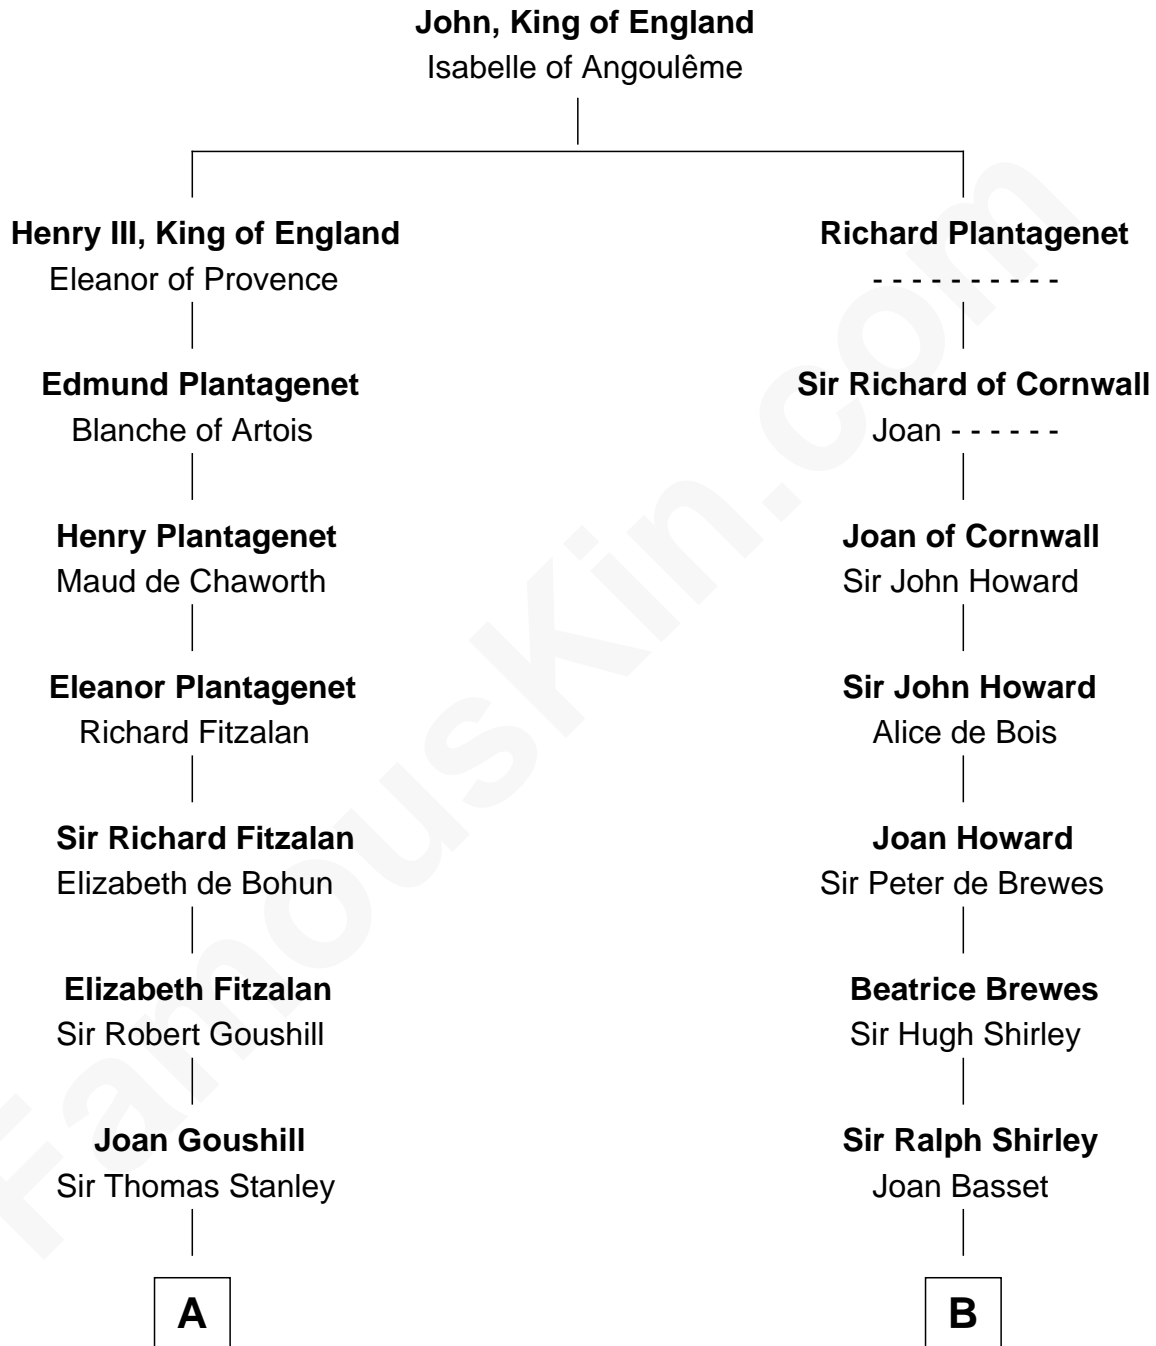 John, King of England
Isabelle of Angoulême
Henry III, King of England
Eleanor of Provence
Edmund Plantagenet
Blanche of Artois
Henry Plantagenet
Maud de Chaworth
Eleanor Plantagenet
Richard Fitzalan
Sir Richard Fitzalan
Elizabeth de Bohun
Elizabeth Fitzalan
Sir Robert Goushill
Joan Goushill
Sir Thomas Stanley
A
Richard Plantagenet
- - - - - - - - - -
Sir Richard of Cornwall
Joan - - - - - -
Joan of Cornwall
Sir John Howard
Sir John Howard
Alice de Bois
Joan Howard
Sir Peter de Brewes
Beatrice Brewes
Sir Hugh Shirley
Sir Ralph Shirley
Joan Basset
B
FamousKin.com